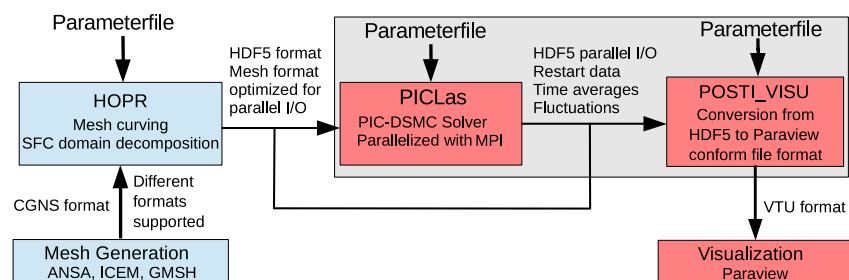 Parameterfile
HOPR
Mesh curving
SFC domain decomposition
CGNS format
Different
formats
supported
Mesh Generation
ANSA, ICEM, GMSH
HDF5 format
Mesh format
optimized for
parallel I/O
Parameterfile
PICLas
PIC-DSMC Solver
Parallelized with MPI
HDF5 parallel I/O
Restart data
Time averages
Fluctuations
Parameterfile
POSTI_VISU
Conversion from
HDF5 to Paraview
conform file format
VTU format
Visualization
Paraview